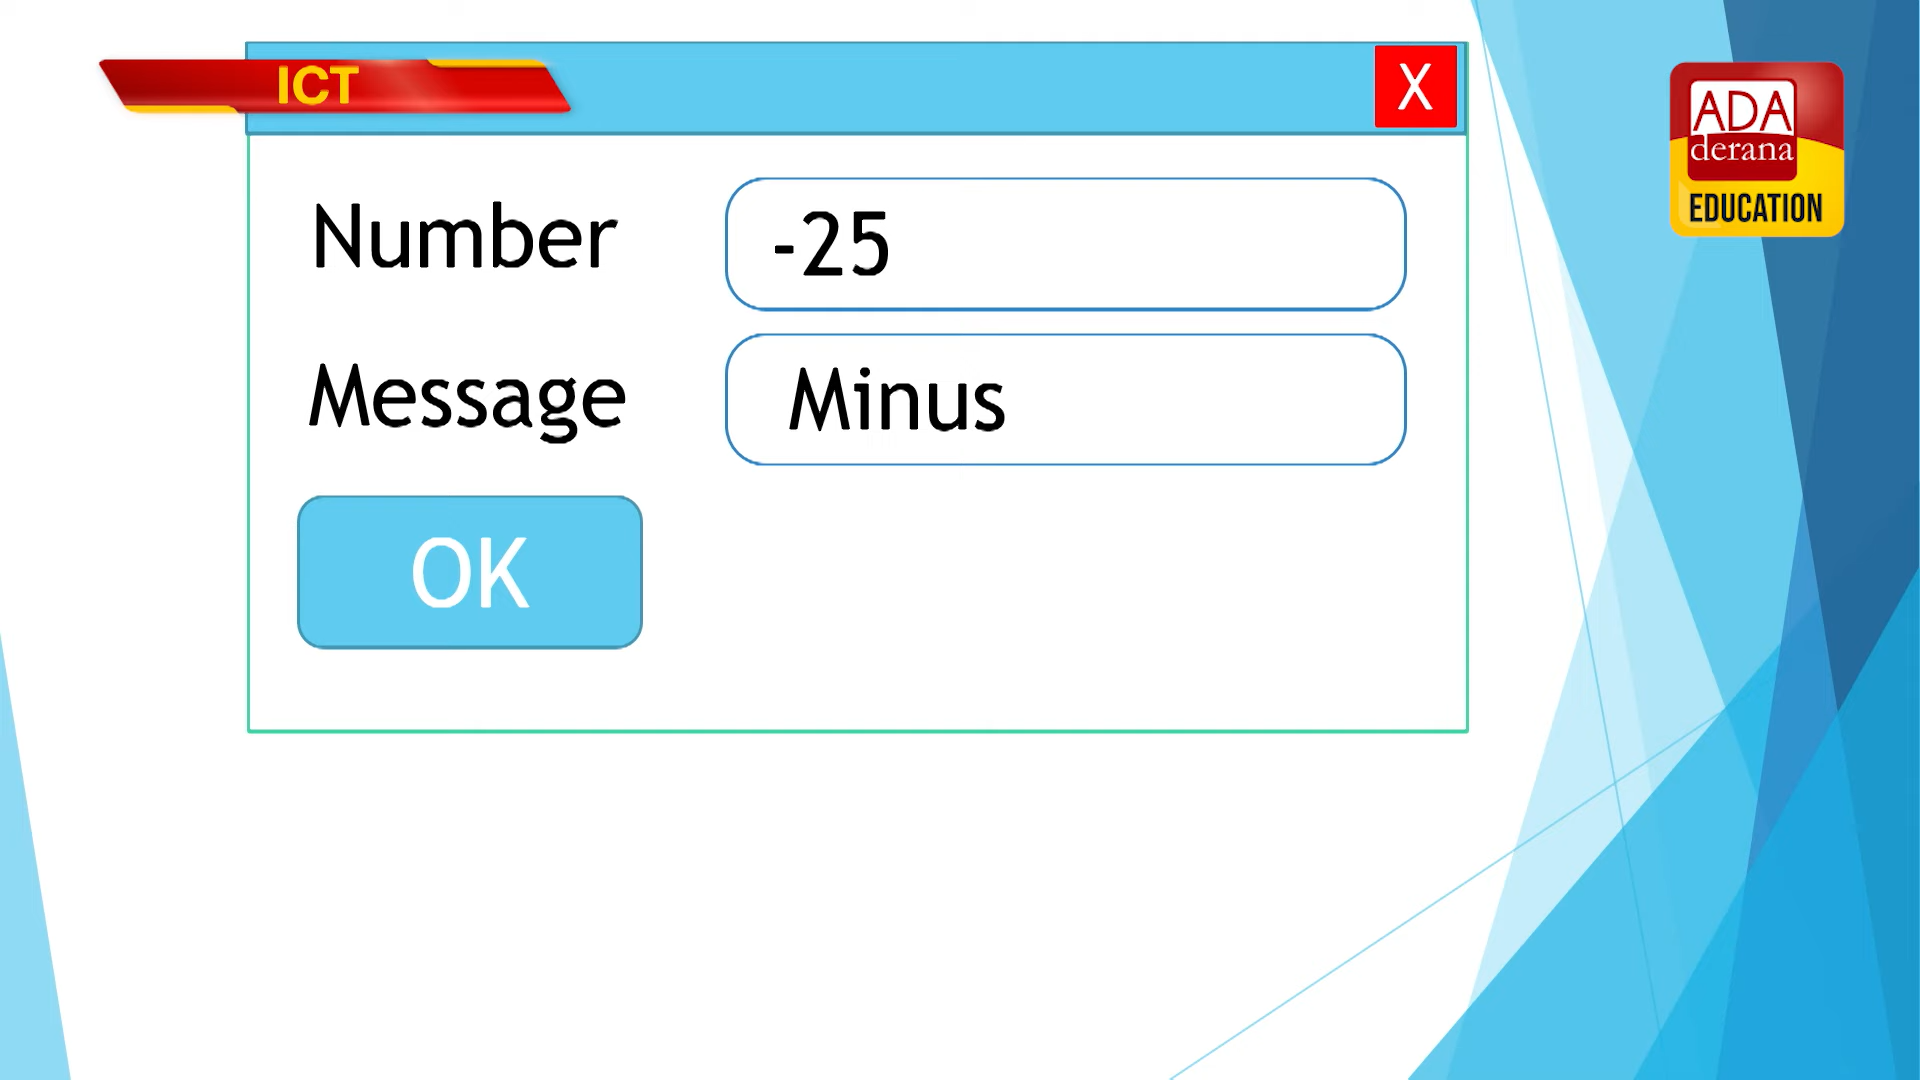 ICT
X
Number
-25
Message
Minus
OK
ADA
derana
EDUCATION